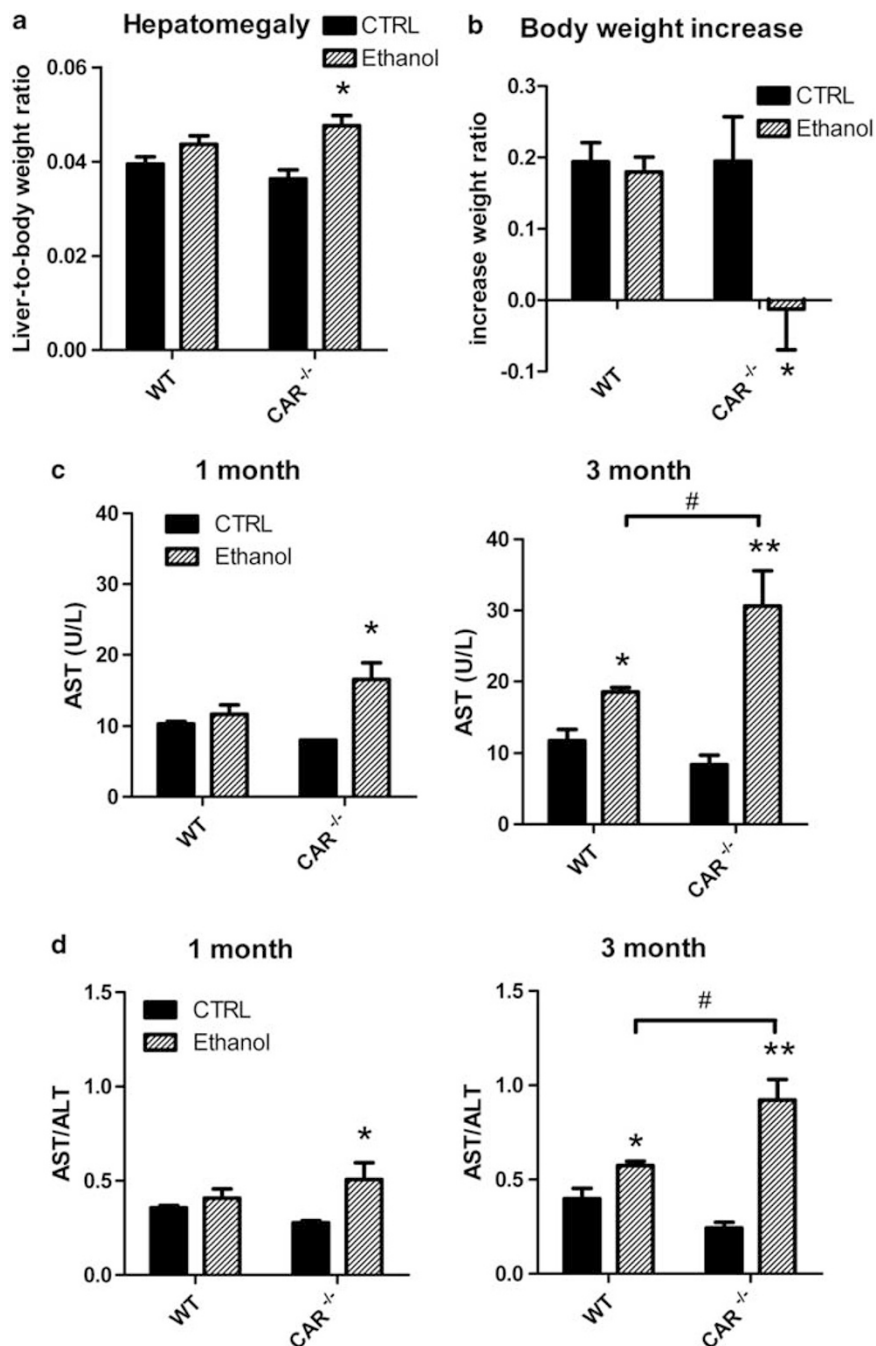 a
Hepatomegaly
CTRL
Ethanol
Liver-to-body weight ratio
0.06
0.04
0.02
0.00
*
WT
CAR -/-
b
Body weight increase
CTRL
Ethanol
increase weight ratio
0.3
0.2
0.1
0.0
-0.1
*
WT
CAR -/-
c
1 month
CTRL
Ethanol
AST (U/L)
40
30
20
10
0
*
WT
CAR -/-
3 month
#
AST (U/L)
40
30
20
10
0
*
**
WT
CAR -/-
d
1 month
CTRL
Ethanol
AST/ALT
1.5
1.0
0.5
0.0
*
WT
CAR -/-
3 month
#
AST/ALT
1.5
1.0
0.5
0.0
*
**
WT
CAR -/-